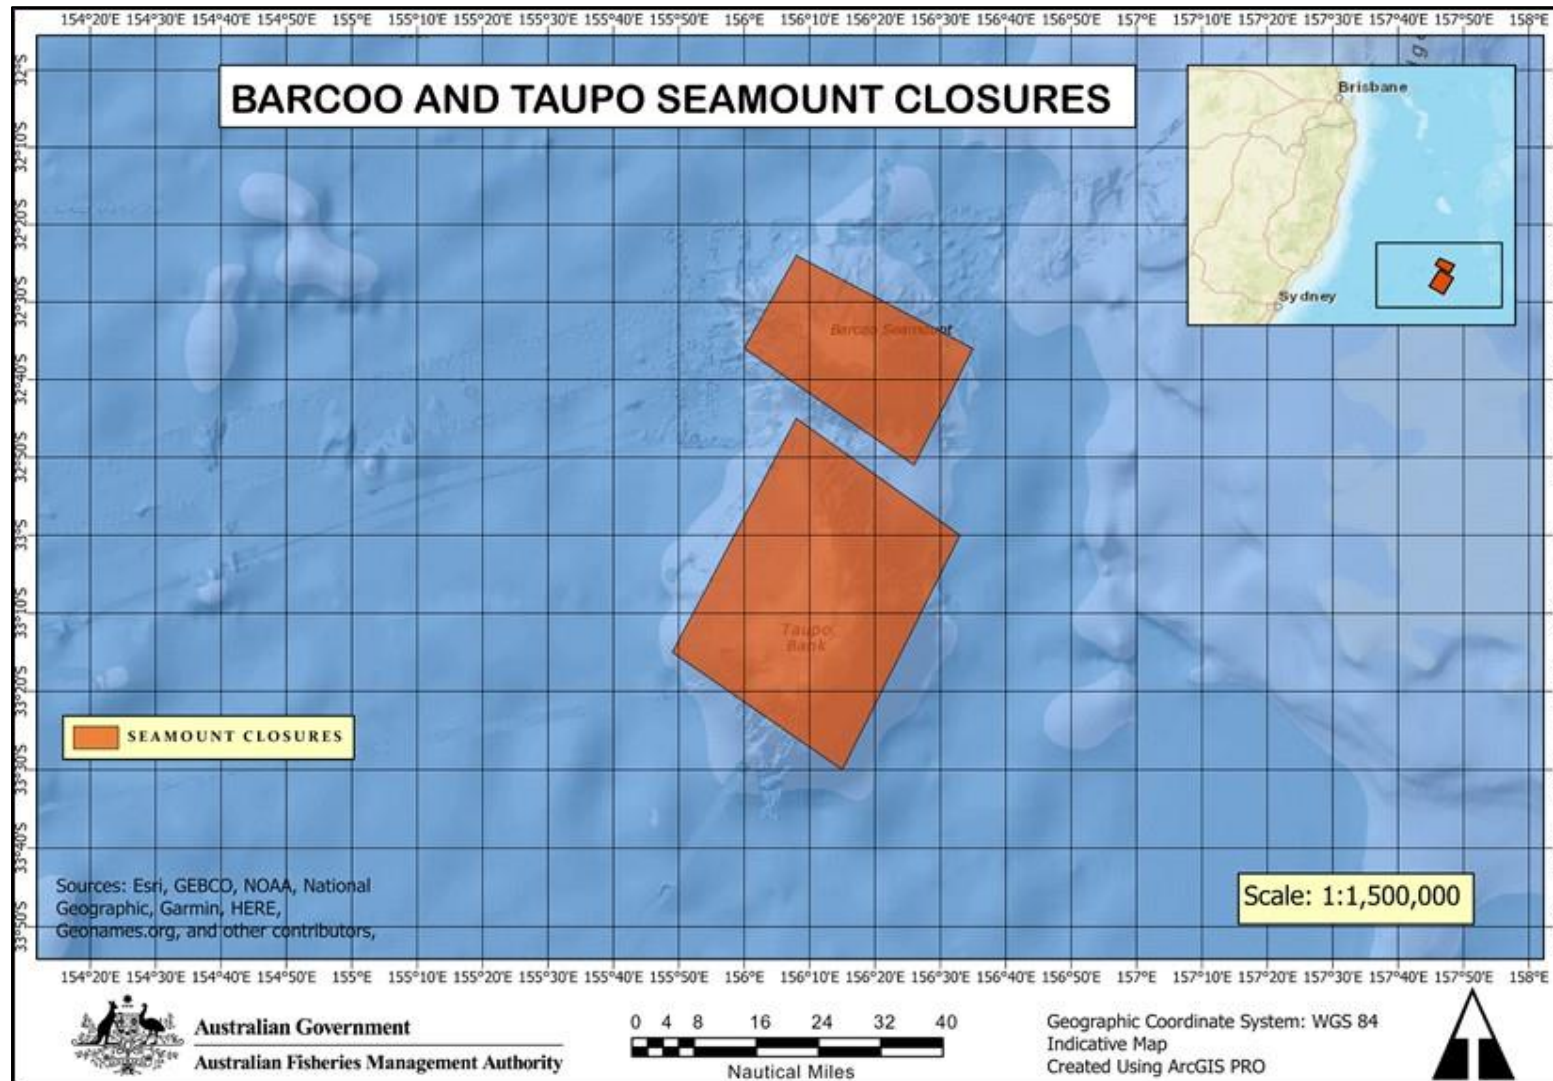 154°20'E 154°30'E 154°40'E 154°50'E 155°E 155°10'E 155°20'E 155°30'E 155°40'E 155°50'E 156°E 156°10'E 156°20'E 156°30'E 156°40'E 156°50'E 157°E 157°10'E 157°20'E 157°30'E 157°40'E 157°50'E 158°E
BARCOO AND TAUPO SEAMOUNT CLOSURES
Brisbane
Sydney
32°S
32°10'S
32°20'S
32°30'S
32°40'S
32°50'S
33°S
33°10'S
33°20'S
33°30'S
33°40'S
33°50'S
Barcoo Seamount
Taupo
Bank
SEAMOUNT CLOSURES
Sources: Esri, GEBCO, NOAA, National
Geographic, Garmin, HERE,
Geonames.org, and other contributors,
Scale: 1:1,500,000
154°20'E 154°30'E 154°40'E 154°50'E 155°E 155°10'E 155°20'E 155°30'E 155°40'E 155°50'E 156°E 156°10'E 156°20'E 156°30'E 156°40'E 156°50'E 157°E 157°10'E 157°20'E 157°30'E 157°40'E 157°50'E 158°E
Australian Government
Australian Fisheries Management Authority
0 4 8 16 24 32 40
Nautical Miles
Geographic Coordinate System: WGS 84
Indicative Map
Created Using ArcGIS PRO